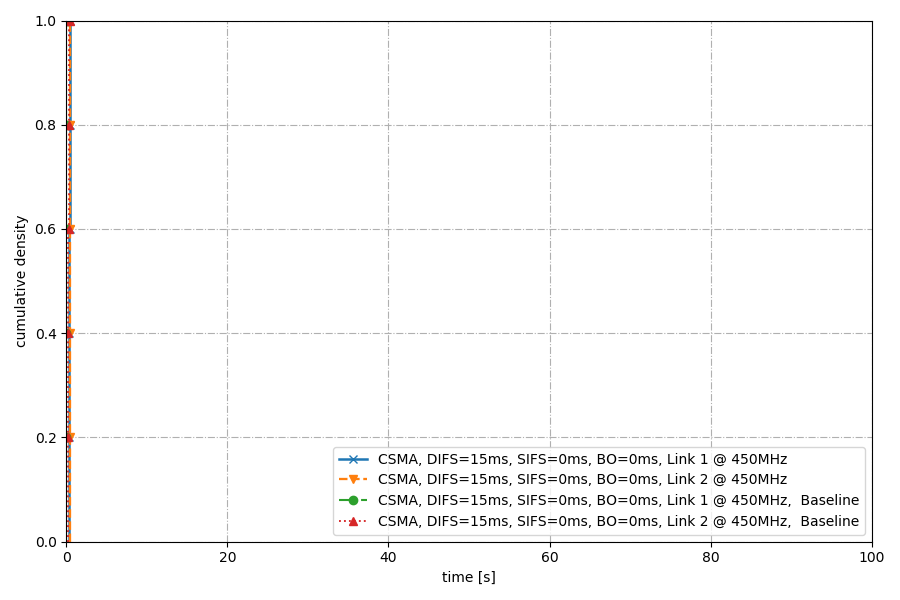 1.0
0.8
0.6
0.4
0.2
0.0
cumulative density
CSMA, DIFS=15ms, SIFS=0ms, BO=0ms, Link 1 @ 450MHz
CSMA, DIFS=15ms, SIFS=0ms, BO=0ms, Link 2 @ 450MHz
CSMA, DIFS=15ms, SIFS=0ms, BO=0ms, Link 1 @ 450MHz,  Baseline
CSMA, DIFS=15ms, SIFS=0ms, BO=0ms, Link 2 @ 450MHz,  Baseline
0 20 40 60 80 100
time [s]